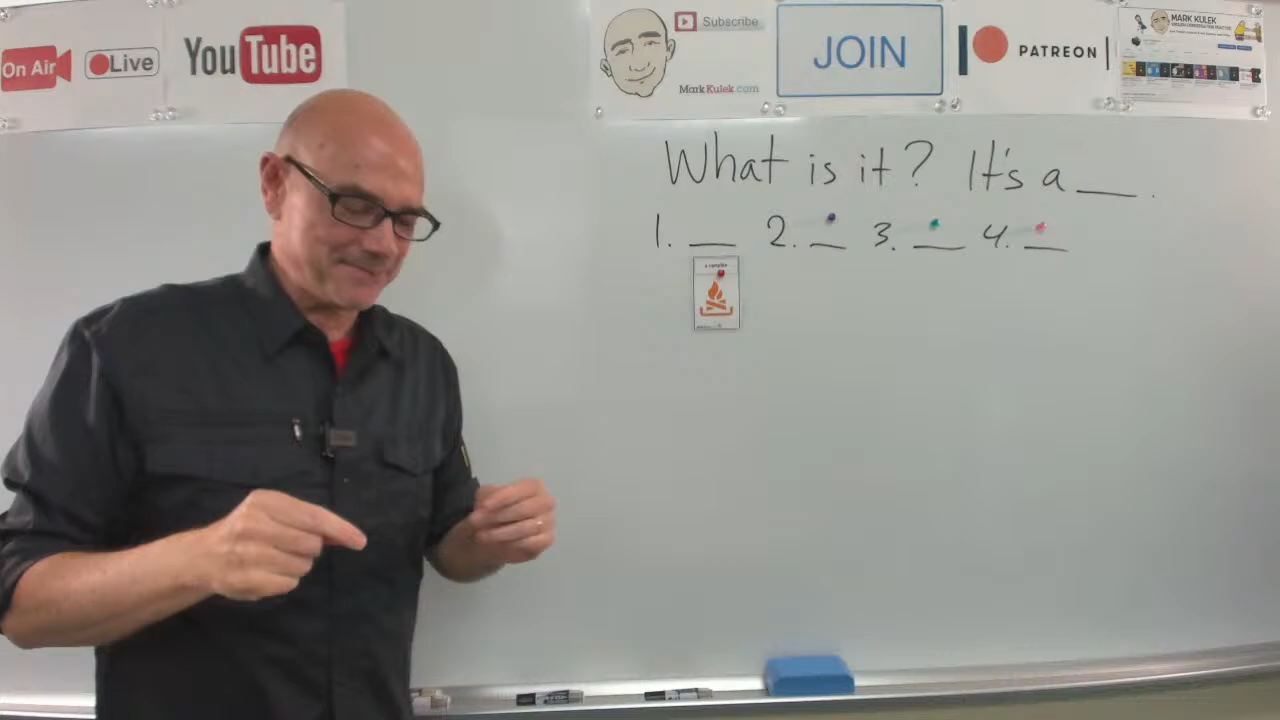 On Air
Live
YouTube
Subscribe
MarkKulek.com
JOIN
PATREON
MARK KULEK
What is it? It's a ___.
1. ___ 2. ___ 3. ___ 4. ___
a campfire